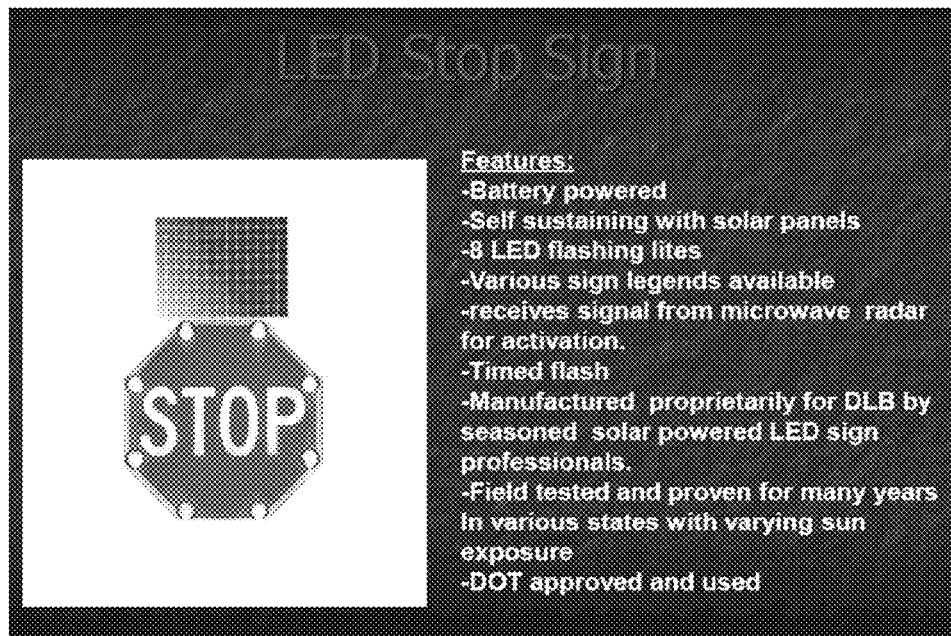 LED Stop Sign
Features:
-Battery powered
-Self sustaining with solar panels
-8 LED flashing lites
-Various sign legends available
-receives signal from microwave  radar
for activation.
-Timed flash
-Manufactured  proprietarily for DLB by
seasoned  solar powered LED sign
professionals.
-Field tested and proven for many years
In various states with varying sun
exposure
-DOT approved and used
STOP